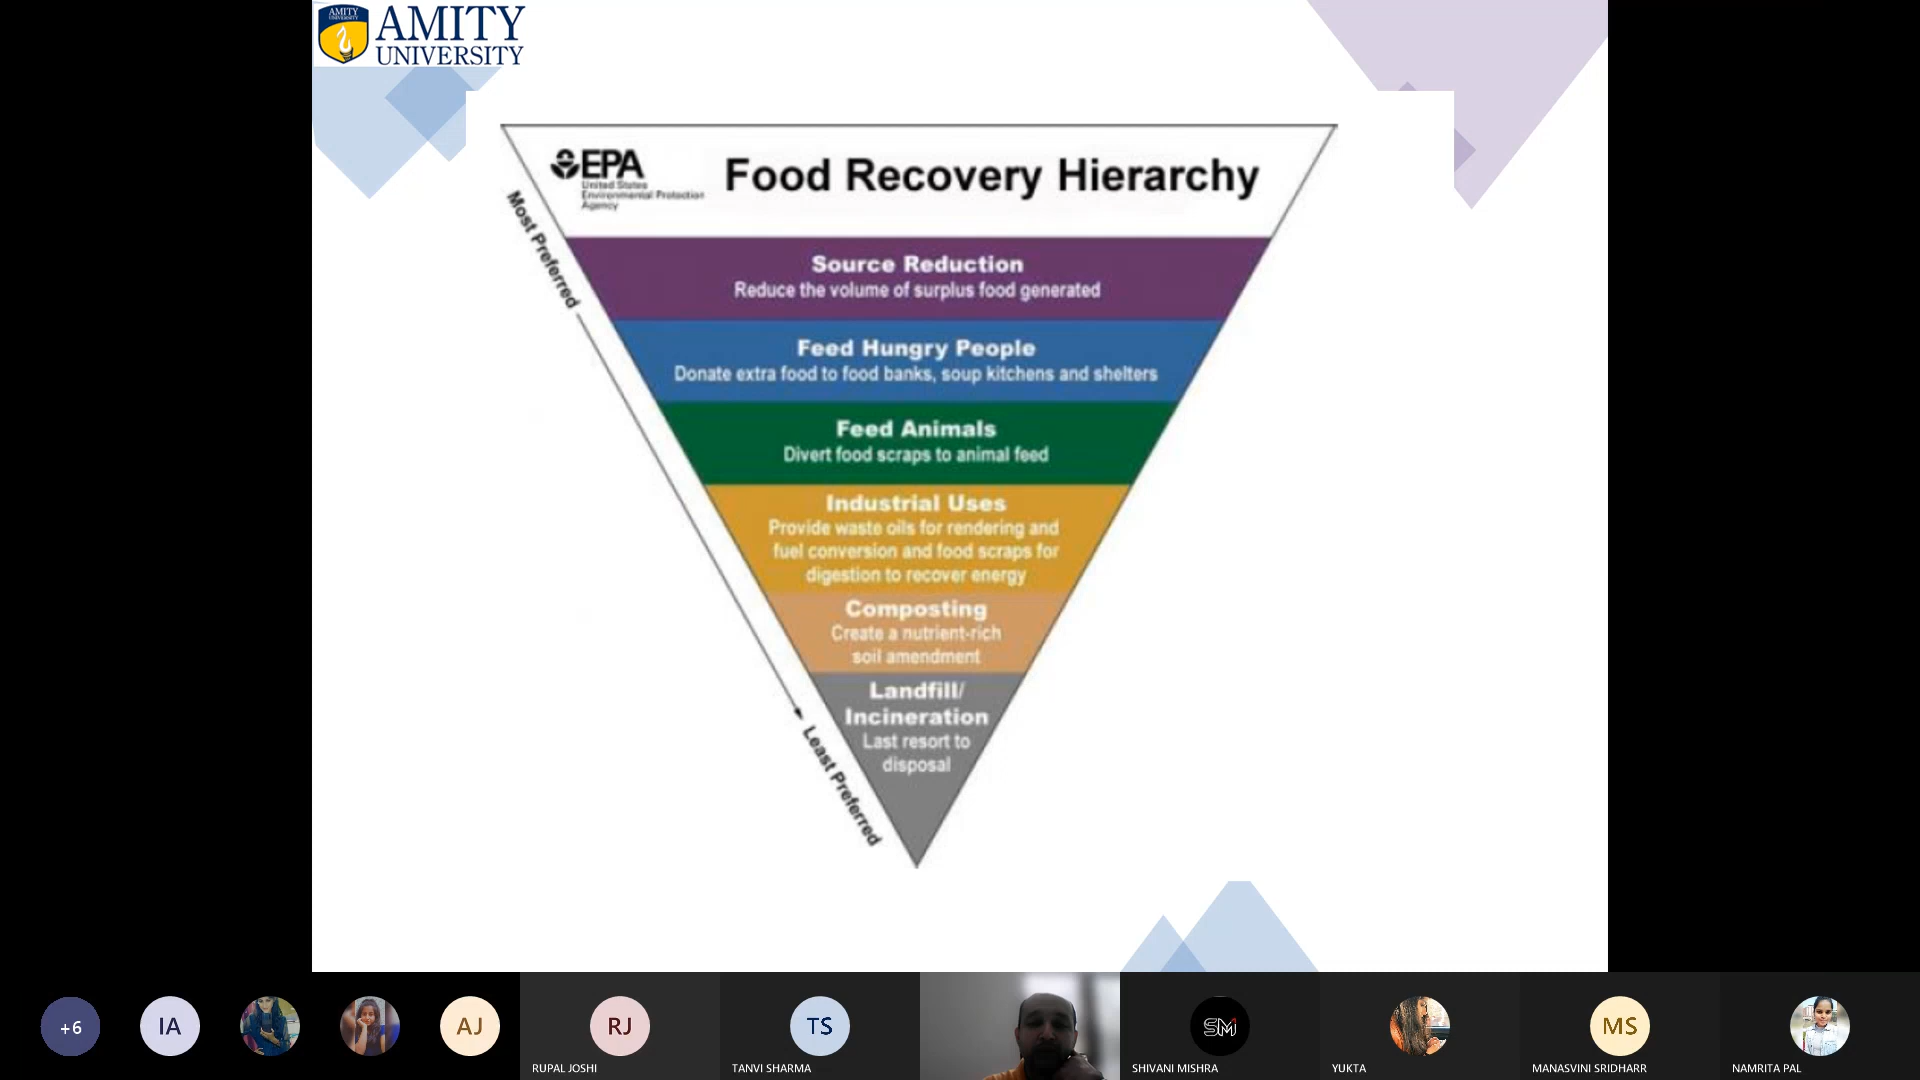 AMITY
UNIVERSITY
AMITY
UNIVERSITY
EPA
United States
Environmental Protection
Agency
Food Recovery Hierarchy
Most Preferred
Source Reduction
Reduce the volume of surplus food generated
Feed Hungry People
Donate extra food to food banks, soup kitchens and shelters
Feed Animals
Divert food scraps to animal feed
Industrial Uses
Provide waste oils for rendering and
fuel conversion and food scraps for
digestion to recover energy
Composting
Create a nutrient-rich
soil amendment
Landfill/
Incineration
Last resort to
disposal
Least Preferred
+6
IA
AJ
RJ
RUPAL JOSHI
TS
TANVI SHARMA
SM
SHIVANI MISHRA
YUKTA
MS
MANASVINI SRIDHARR
NAMRITA PAL